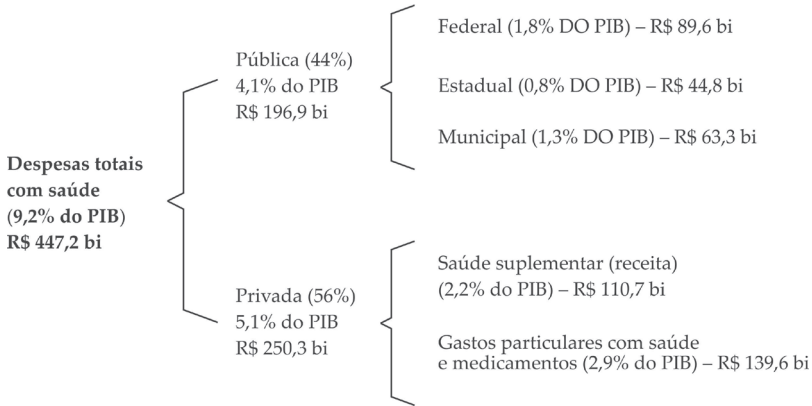 Despesas totais
com saúde
(9,2% do PIB)
R$ 447,2 bi
Pública (44%)
4,1% do PIB
R$ 196,9 bi
Federal (1,8% DO PIB) – R$ 89,6 bi
Estadual (0,8% DO PIB) – R$ 44,8 bi
Municipal (1,3% DO PIB) – R$ 63,3 bi
Privada (56%)
5,1% do PIB
R$ 250,3 bi
Saúde suplementar (receita)
(2,2% do PIB) – R$ 110,7 bi
Gastos particulares com saúde
e medicamentos (2,9% do PIB) – R$ 139,6 bi